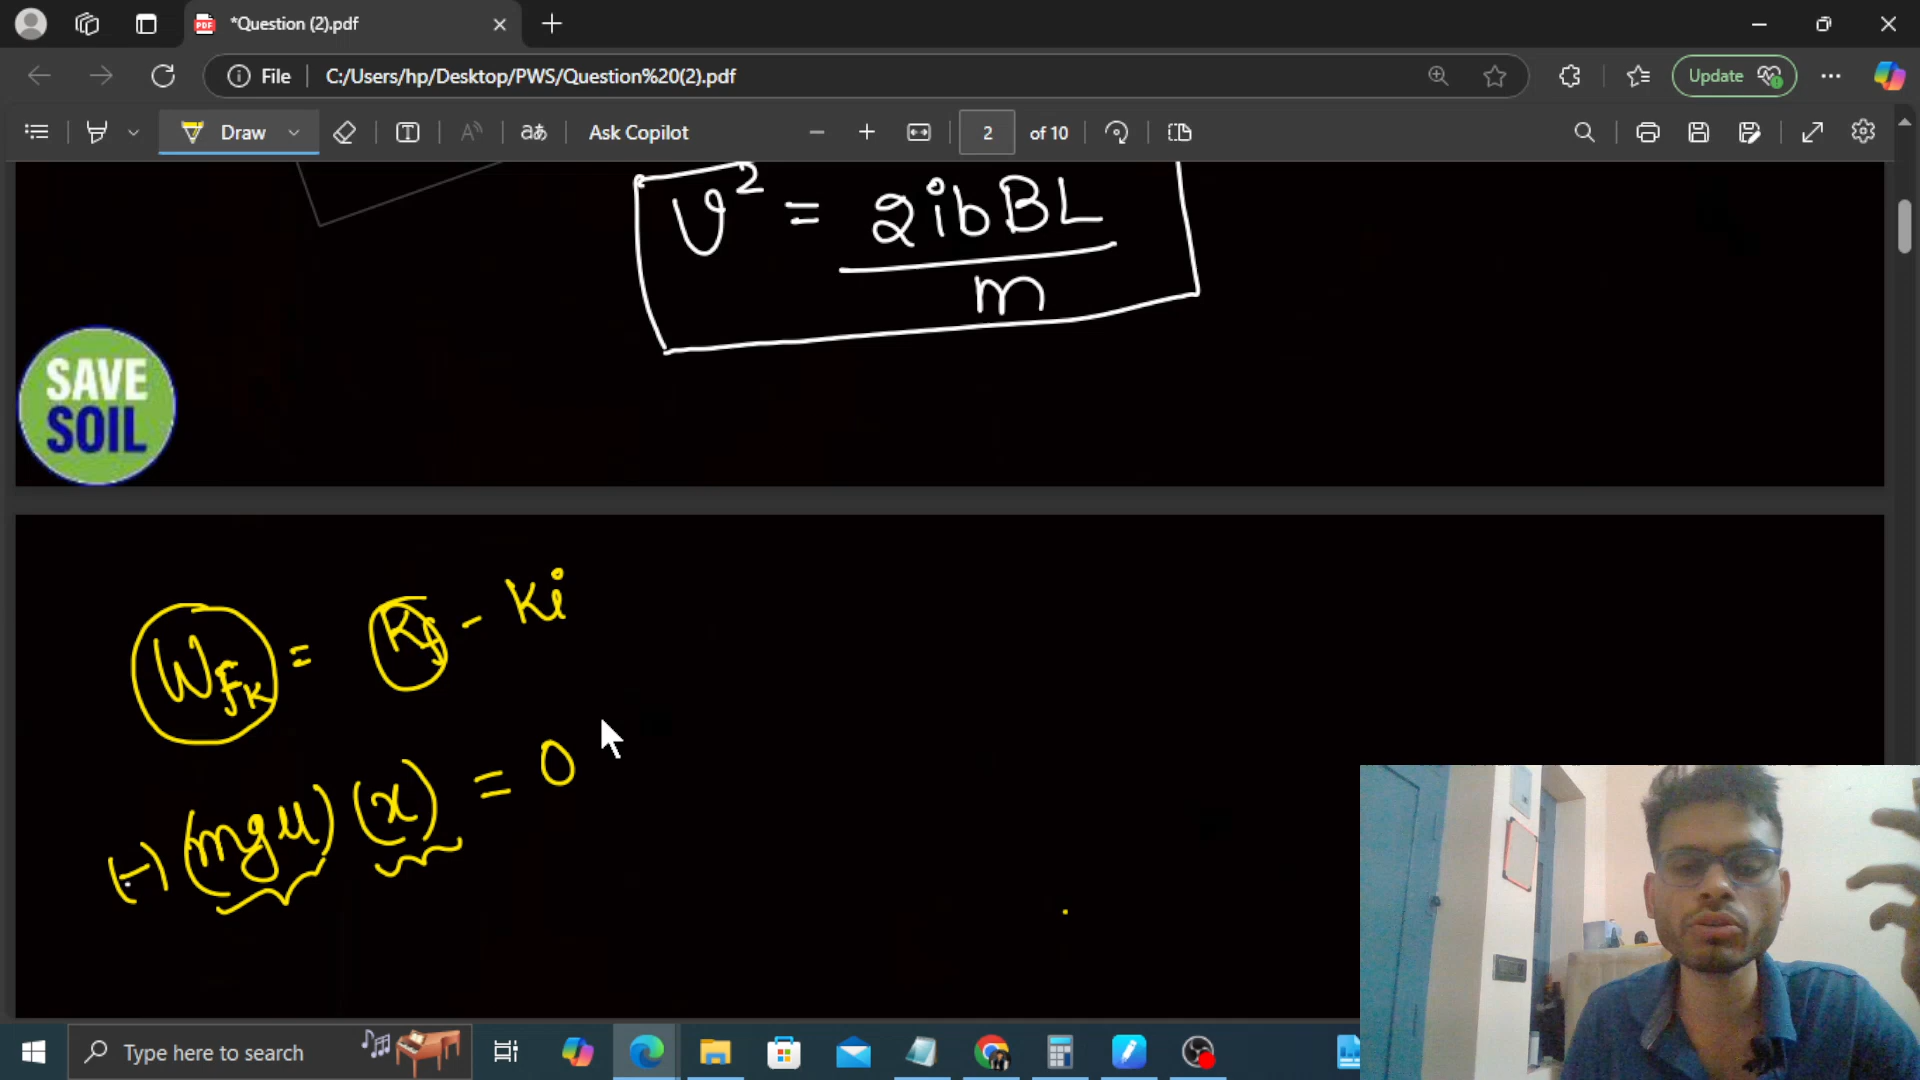 *Question (2).pdf
File
C:/Users/hp/Desktop/PWS/Question%20(2).pdf
Update
Draw
Ask Copilot
2 of 10
v² = 2ibBL / m
SAVE
SOIL
W_fk = Kf - Ki
(-) (mgμ) (x) = 0
Type here to search